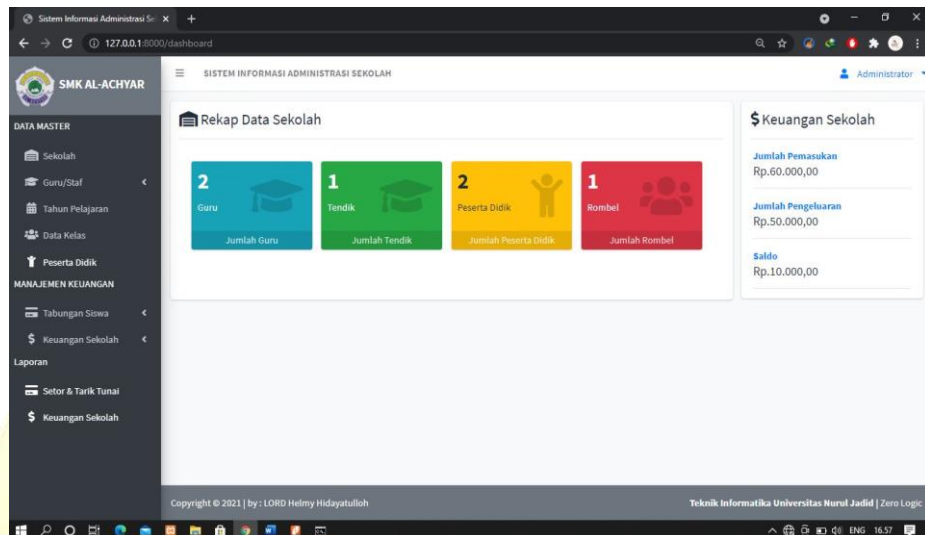 Sistem Informasi Administrasi Se
127.0.0.1:8000/dashboard
SMK AL-ACHYAR
SISTEM INFORMASI ADMINISTRASI SEKOLAH
Administrator
DATA MASTER
Sekolah
Guru/Staf
Tahun Pelajaran
Data Kelas
Peserta Didik
MANAJEMEN KEUANGAN
Tabungan Siswa
Keuangan Sekolah
Laporan
Setor & Tarik Tunai
Keuangan Sekolah
Rekap Data Sekolah
2
Guru
Jumlah Guru
1
Tendik
Jumlah Tendik
2
Peserta Didik
Jumlah Peserta Didik
1
Rombel
Jumlah Rombel
$ Keuangan Sekolah
Jumlah Pemasukan
Rp.60.000,00
Jumlah Pengeluaran
Rp.50.000,00
Saldo
Rp.10.000,00
Copyright © 2021 | by : LORD Helmy Hidayatulloh
Teknik Informatika Universitas Nurul Jadid | Zero Logic
ENG 16.57